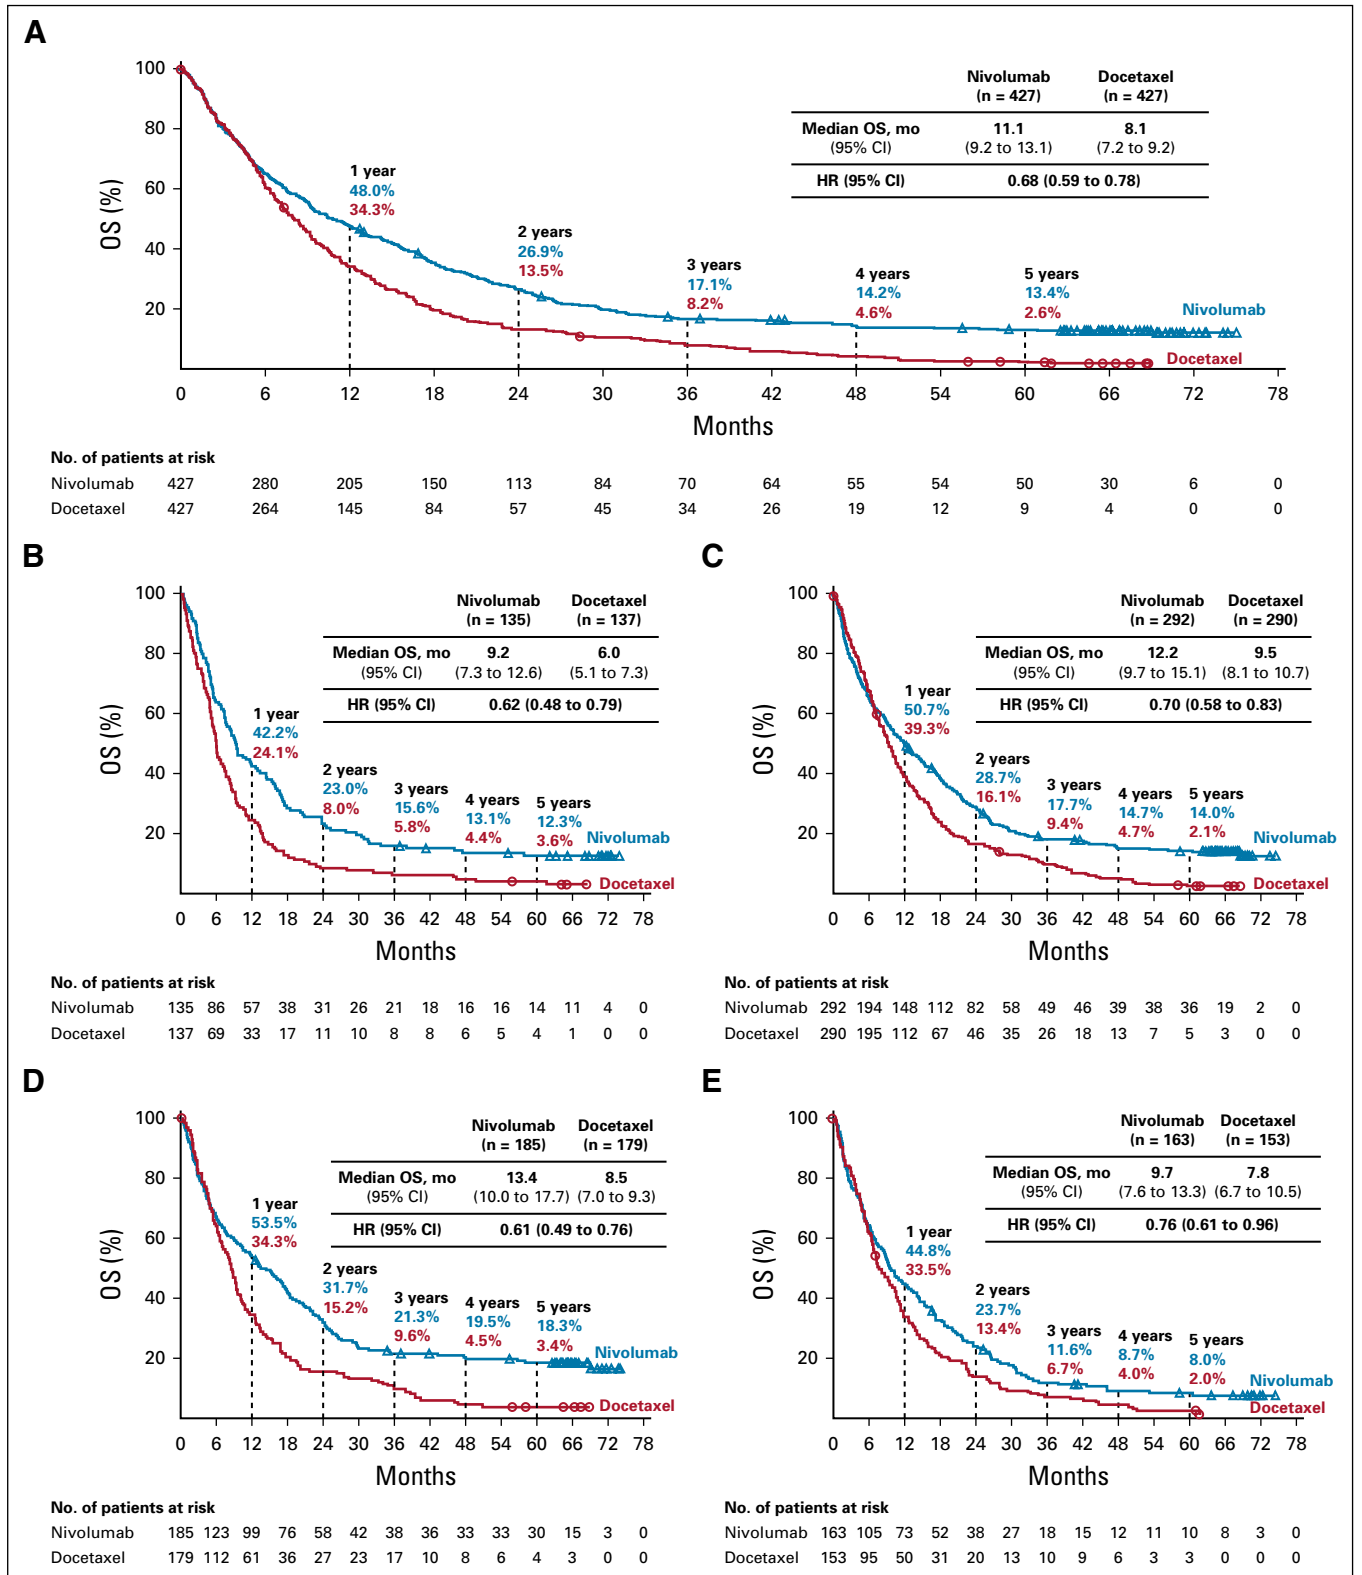 A
100
80
60
40
20
OS (%)
Nivolumab (n = 427) Docetaxel (n = 427)
Median OS, mo 11.1 8.1
(95% CI) (9.2 to 13.1) (7.2 to 9.2)
HR (95% CI) 0.68 (0.59 to 0.78)
1 year
48.0%
34.3%
2 years
26.9%
13.5%
3 years
17.1%
8.2%
4 years
14.2%
4.6%
5 years
13.4%
2.6%
Nivolumab
Docetaxel
0 6 12 18 24 30 36 42 48 54 60 66 72 78
Months
No. of patients at risk
Nivolumab 427 280 205 150 113 84 70 64 55 54 50 30 6 0
Docetaxel 427 264 145 84 57 45 34 26 19 12 9 4 0 0
B
100
80
60
40
20
OS (%)
Nivolumab (n = 135) Docetaxel (n = 137)
Median OS, mo 9.2 6.0
(95% CI) (7.3 to 12.6) (5.1 to 7.3)
HR (95% CI) 0.62 (0.48 to 0.79)
1 year
42.2%
24.1%
2 years
23.0%
8.0%
3 years
15.6%
5.8%
4 years
13.1%
4.4%
5 years
12.3%
3.6%
Nivolumab
Docetaxel
0 6 12 18 24 30 36 42 48 54 60 66 72 78
Months
No. of patients at risk
Nivolumab 135 86 57 38 31 26 21 18 16 16 14 11 4 0
Docetaxel 137 69 33 17 11 10 8 8 6 5 4 1 0 0
C
100
80
60
40
20
OS (%)
Nivolumab (n = 292) Docetaxel (n = 290)
Median OS, mo 12.2 9.5
(95% CI) (9.7 to 15.1) (8.1 to 10.7)
HR (95% CI) 0.70 (0.58 to 0.83)
1 year
50.7%
39.3%
2 years
28.7%
16.1%
3 years
17.7%
9.4%
4 years
14.7%
4.7%
5 years
14.0%
2.1%
Nivolumab
Docetaxel
0 6 12 18 24 30 36 42 48 54 60 66 72 78
Months
No. of patients at risk
Nivolumab 292 194 148 112 82 58 49 46 39 38 36 19 2 0
Docetaxel 290 195 112 67 46 35 26 18 13 7 5 3 0 0
D
100
80
60
40
20
OS (%)
Nivolumab (n = 185) Docetaxel (n = 179)
Median OS, mo 13.4 8.5
(95% CI) (10.0 to 17.7) (7.0 to 9.3)
HR (95% CI) 0.61 (0.49 to 0.76)
1 year
53.5%
34.3%
2 years
31.7%
15.2%
3 years
21.3%
9.6%
4 years
19.5%
4.5%
5 years
18.3%
3.4%
Nivolumab
Docetaxel
0 6 12 18 24 30 36 42 48 54 60 66 72 78
Months
No. of patients at risk
Nivolumab 185 123 99 76 58 42 38 36 33 33 30 15 3 0
Docetaxel 179 112 61 36 27 23 17 10 8 6 4 3 0 0
E
100
80
60
40
20
OS (%)
Nivolumab (n = 163) Docetaxel (n = 153)
Median OS, mo 9.7 7.8
(95% CI) (7.6 to 13.3) (6.7 to 10.5)
HR (95% CI) 0.76 (0.61 to 0.96)
1 year
44.8%
33.5%
2 years
23.7%
13.4%
3 years
11.6%
6.7%
4 years
8.7%
4.0%
5 years
8.0%
2.0%
Nivolumab
Docetaxel
0 6 12 18 24 30 36 42 48 54 60 66 72 78
Months
No. of patients at risk
Nivolumab 163 105 73 52 38 27 18 15 12 11 10 8 3 0
Docetaxel 153 95 50 31 20 13 10 9 6 3 3 0 0 0